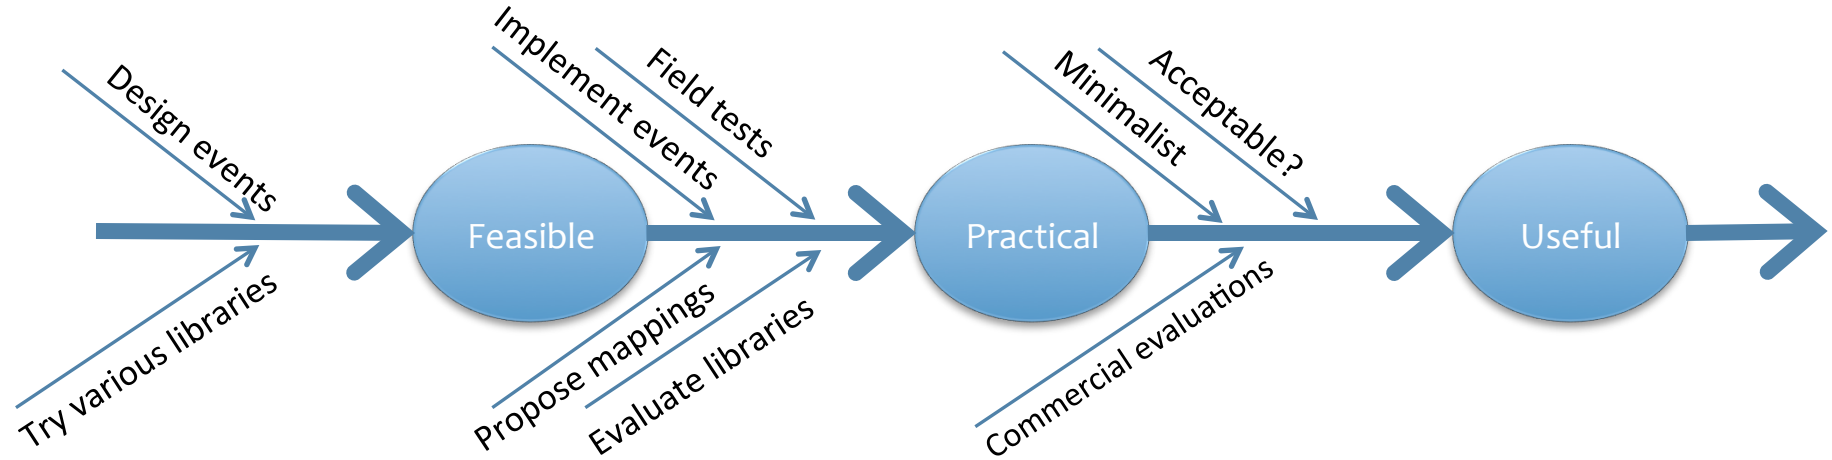 Design events
Try various libraries
Feasible
Implement events
Field tests
Propose mappings
Evaluate libraries
Practical
Minimalist
Acceptable?
Commercial evaluations
Useful